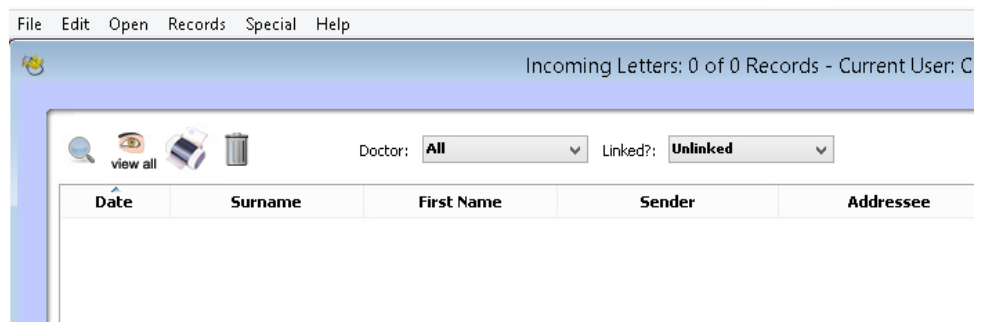 File Edit Open Records Special Help
Incoming Letters: 0 of 0 Records - Current User: C
view all
Doctor: All Linked?: Unlinked
Date Surname First Name Sender Addressee